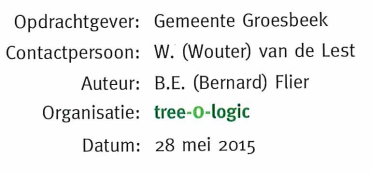 Opdrachtgever: Gemeente Groesbeek
Contactpersoon: W. (Wouter) van de Lest
Auteur: B.E. (Bernard) Flier
Organisatie: tree-o-logic
Datum: 28 mei 2015